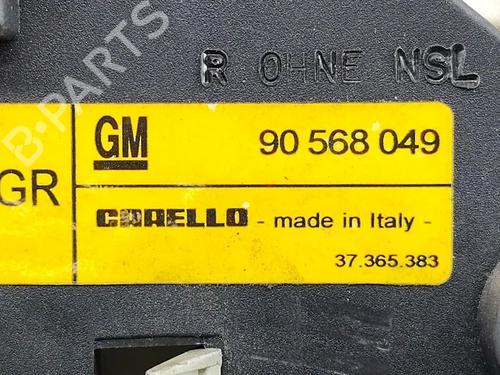 B-PARTS
R OHNE NSL
GM
90 568 049
GR
CARELLO - made in Italy -
37.365.383